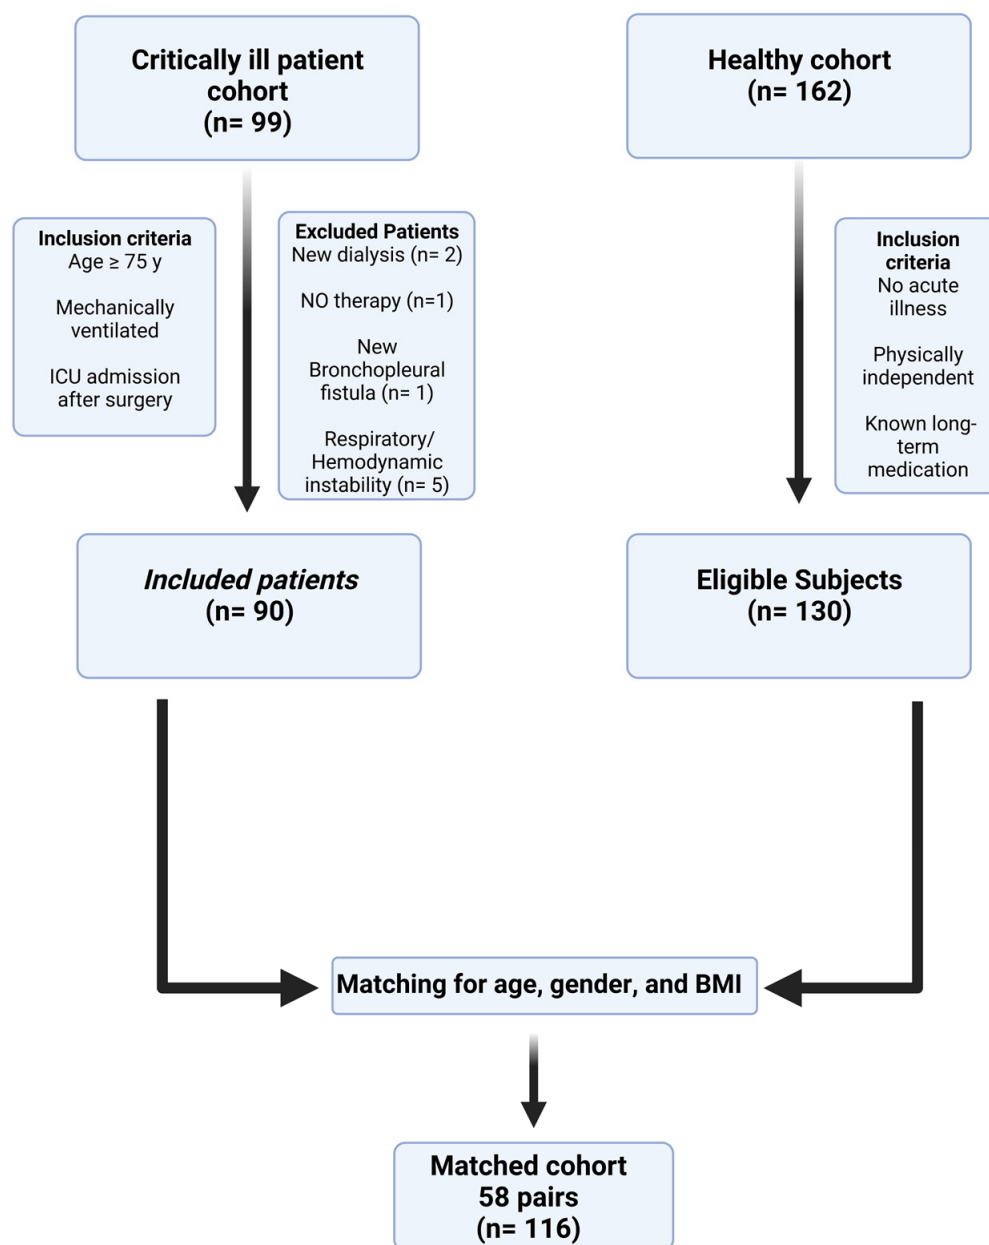 Critically ill patient
cohort
(n= 99)
Healthy cohort
(n= 162)
Inclusion criteria
Age ≥ 75 y
Mechanically
ventilated
ICU admission
after surgery
Excluded Patients
New dialysis (n= 2)
NO therapy (n=1)
New
Bronchopleural
fistula (n= 1)
Respiratory/
Hemodynamic
instability (n= 5)
Inclusion
criteria
No acute
illness
Physically
independent
Known long-
term
medication
Included patients
(n= 90)
Eligible Subjects
(n= 130)
Matching for age, gender, and BMI
Matched cohort
58 pairs
(n= 116)